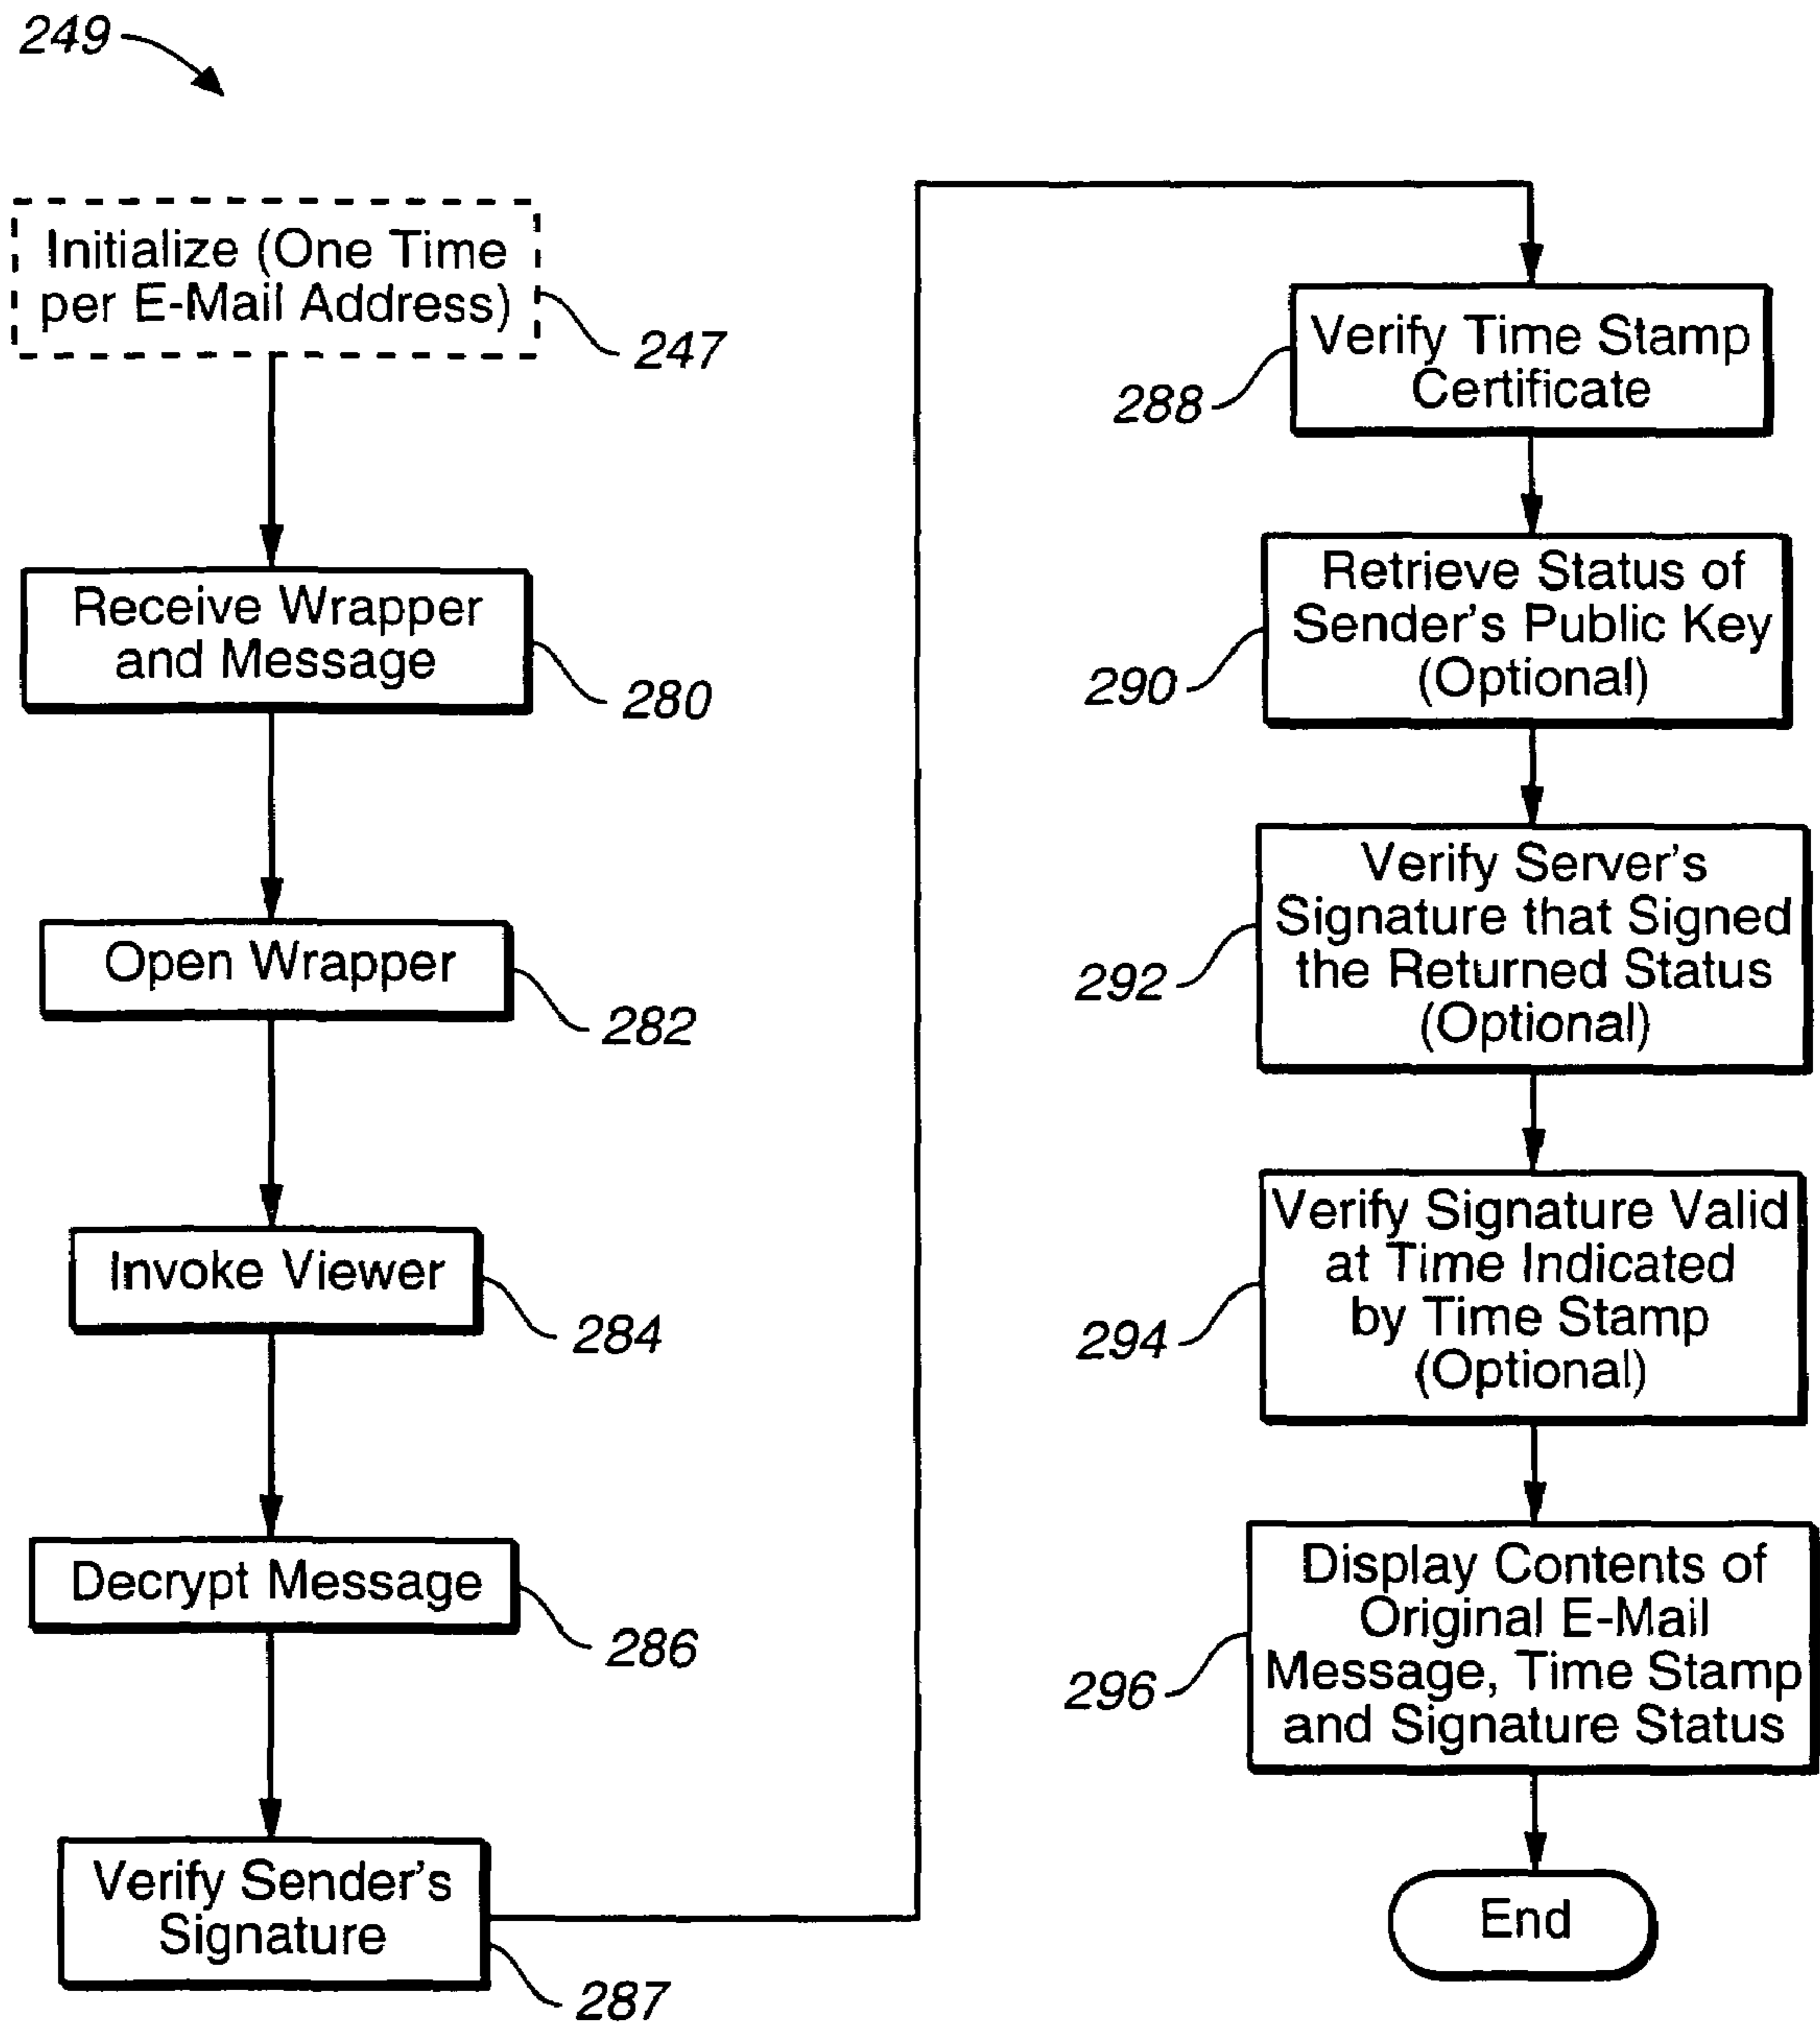 249
Initialize (One Time
per E-Mail Address)
247
Receive Wrapper
and Message
280
Open Wrapper
282
Invoke Viewer
284
Decrypt Message
286
Verify Sender's
Signature
287
Verify Time Stamp
Certificate
288
Retrieve Status of
Sender's Public Key
(Optional)
290
Verify Server's
Signature that Signed
the Returned Status
(Optional)
292
Verify Signature Valid
at Time Indicated
by Time Stamp
(Optional)
294
Display Contents of
Original E-Mail
Message, Time Stamp
and Signature Status
296
End